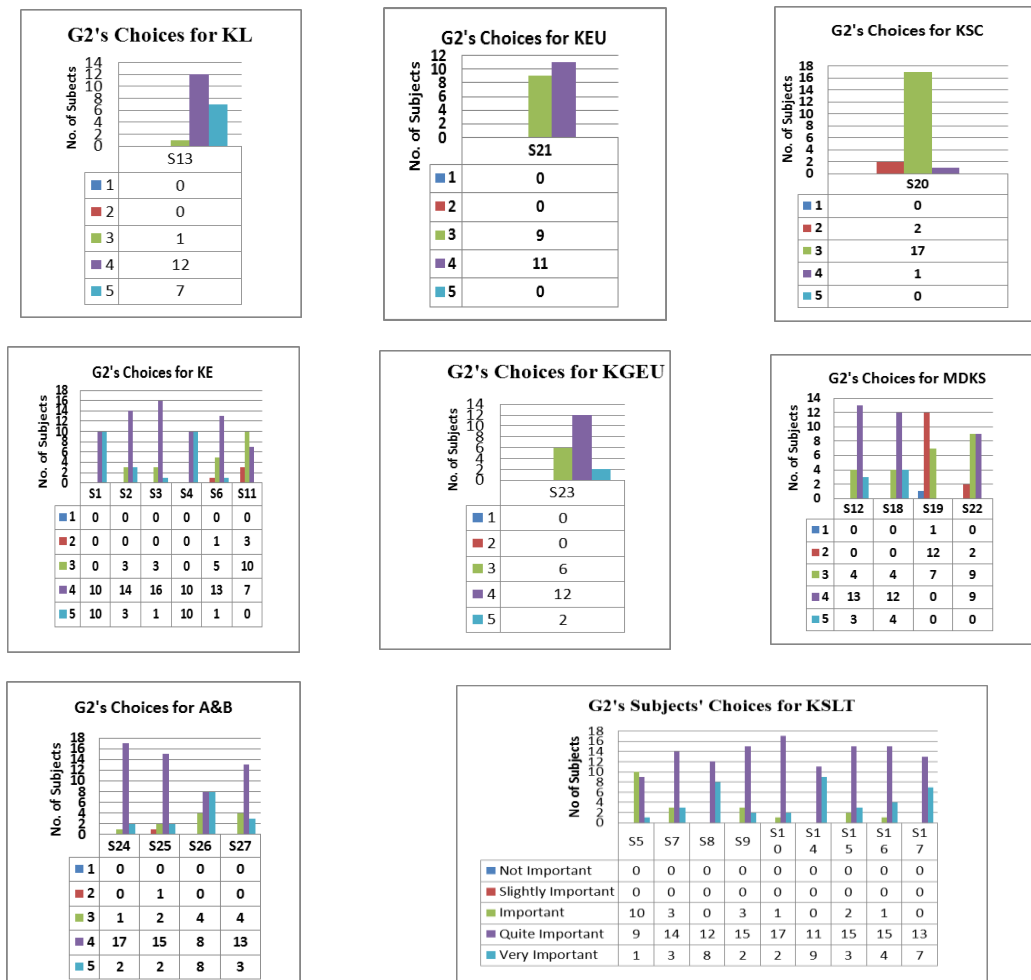 G2's Choices for KL
No. of Subjects
14
12
10
8
6
4
2
0
S13
1 0
2 0
3 1
4 12
5 7
G2's Choices for KEU
No. of Subjects
12
10
8
6
4
2
0
S21
1 0
2 0
3 9
4 11
5 0
G2's Choices for KSC
No. of Subjects
18
16
14
12
10
8
6
4
2
0
S20
1 0
2 2
3 17
4 1
5 0
G2's Choices for KE
No. of Subjects
18
16
14
12
10
8
6
4
2
0
S1 S2 S3 S4 S6 S11
1 0 0 0 0 0 0
2 0 0 0 0 1 3
3 0 3 3 0 5 10
4 10 14 16 10 13 7
5 10 3 1 10 1 0
G2's Choices for KGEU
No. of Subjects
14
12
10
8
6
4
2
0
S23
1 0
2 0
3 6
4 12
5 2
G2's Choices for MDKS
No. of Subjects
14
12
10
8
6
4
2
0
S12 S18 S19 S22
1 0 0 1 0
2 0 0 12 2
3 4 4 7 9
4 13 12 0 9
5 3 4 0 0
G2's Choices for A&B
No. of Subjects
18
16
14
12
10
8
6
4
2
0
S24 S25 S26 S27
1 0 0 0 0
2 0 1 0 0
3 1 2 4 4
4 17 15 8 13
5 2 2 8 3
G2's Subjects' Choices for KSLT
No of Subjects
18
16
14
12
10
8
6
4
2
0
S5 S7 S8 S9 S10 S14 S15 S16 S17
Not Important 0 0 0 0 0 0 0 0 0
Slightly Important 0 0 0 0 0 0 0 0 0
Important 10 3 0 3 1 0 2 1 0
Quite Important 9 14 12 15 17 11 15 15 13
Very Important 1 3 8 2 2 9 3 4 7